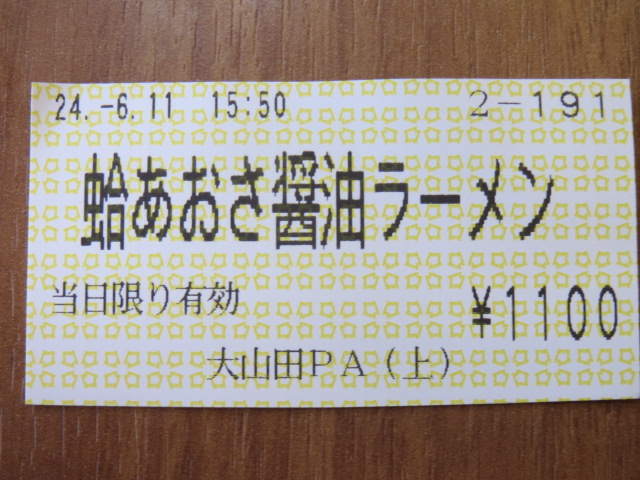 24.-6.11 15:50 2-191
蛤あおさ醤油ラーメン
当日限り有効 ¥1100
大山田PA(上)